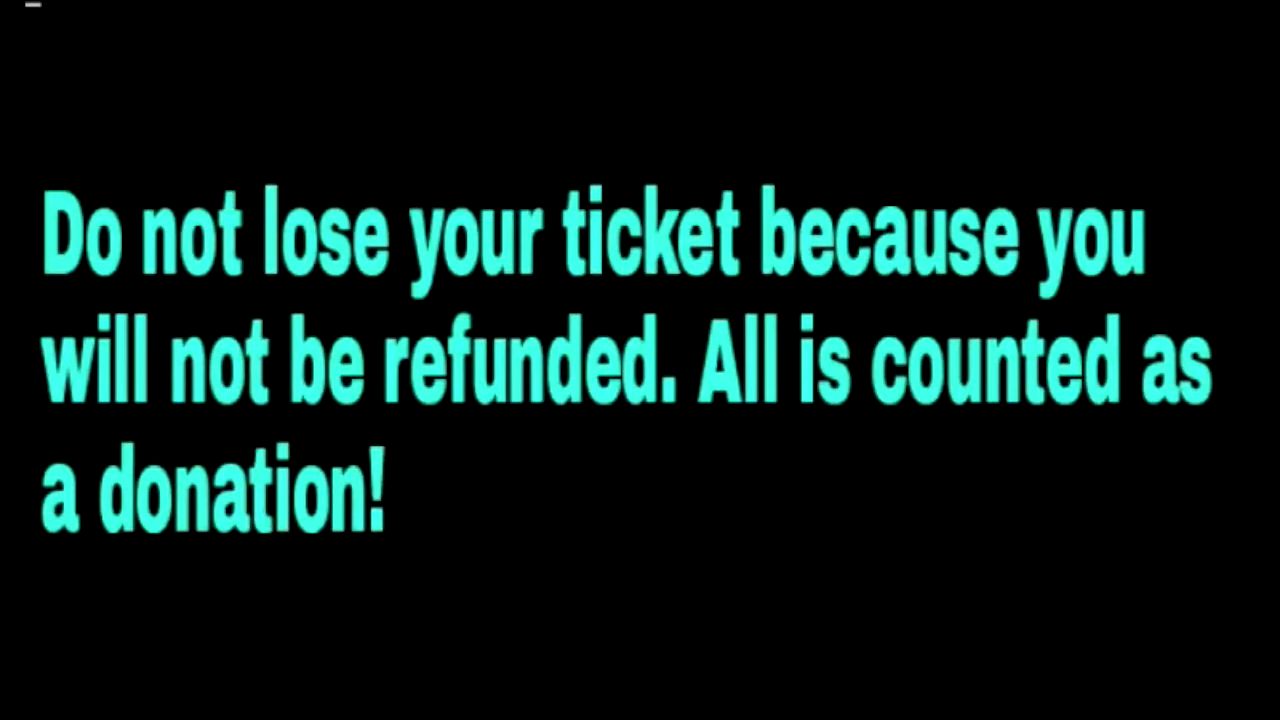 Do not lose your ticket because you
will not be refunded. All is counted as
a donation!